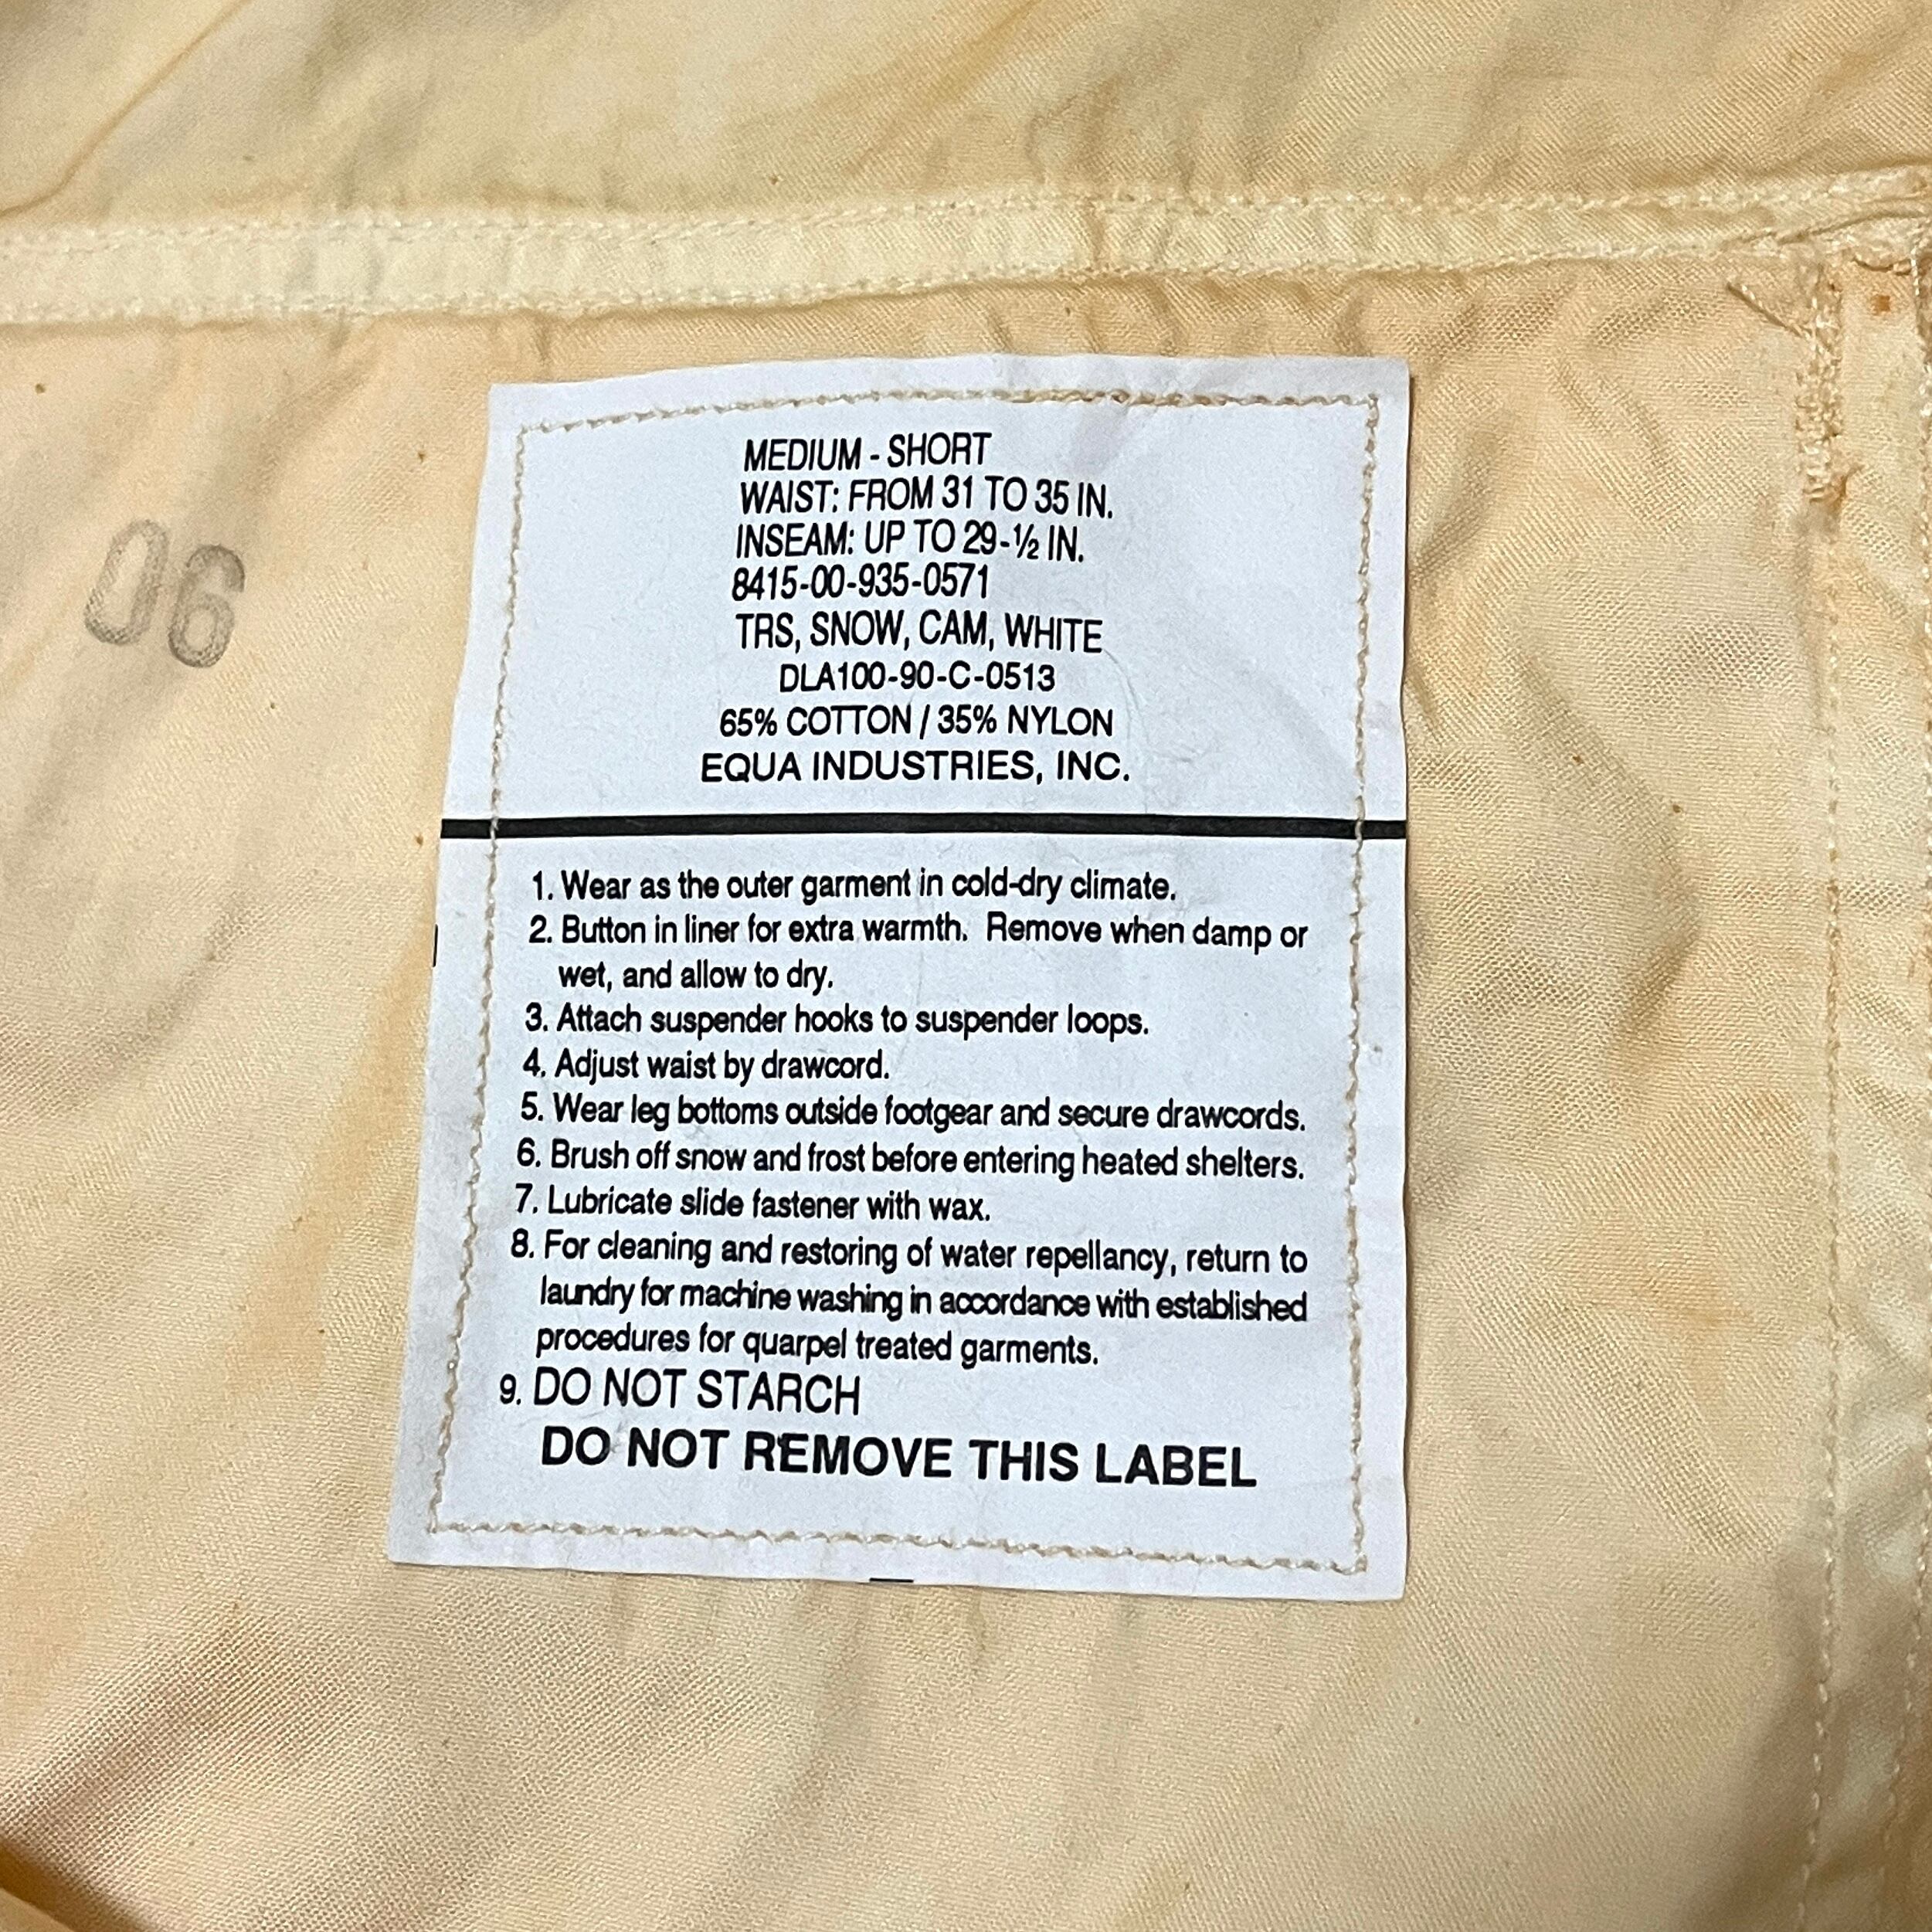 06
MEDIUM - SHORT
WAIST: FROM 31 TO 35 IN.
INSEAM: UP TO 29-½ IN.
8415-00-935-0571
TRS, SNOW, CAM, WHITE
DLA100-90-C-0513
65% COTTON / 35% NYLON
EQUA INDUSTRIES, INC.
1. Wear as the outer garment in cold-dry climate.
2. Button in liner for extra warmth. Remove when damp or
wet, and allow to dry.
3. Attach suspender hooks to suspender loops.
4. Adjust waist by drawcord.
5. Wear leg bottoms outside footgear and secure drawcords.
6. Brush off snow and frost before entering heated shelters.
7. Lubricate slide fastener with wax.
8. For cleaning and restoring of water repellancy, return to
laundry for machine washing in accordance with established
procedures for quarpel treated garments.
9. DO NOT STARCH
DO NOT REMOVE THIS LABEL